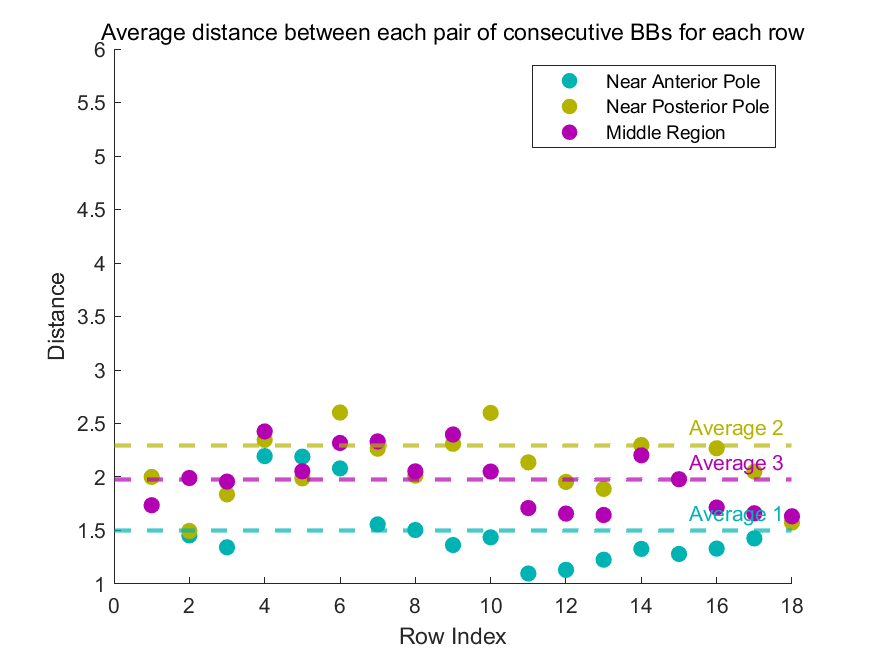 Average distance between each pair of consecutive BBs for each row
Near Anterior Pole
Near Posterior Pole
Middle Region
6
5.5
5
4.5
4
3.5
3
2.5
2
1.5
1
Distance
Average 2
Average 3
Average 1
0 2 4 6 8 10 12 14 16 18
Row Index